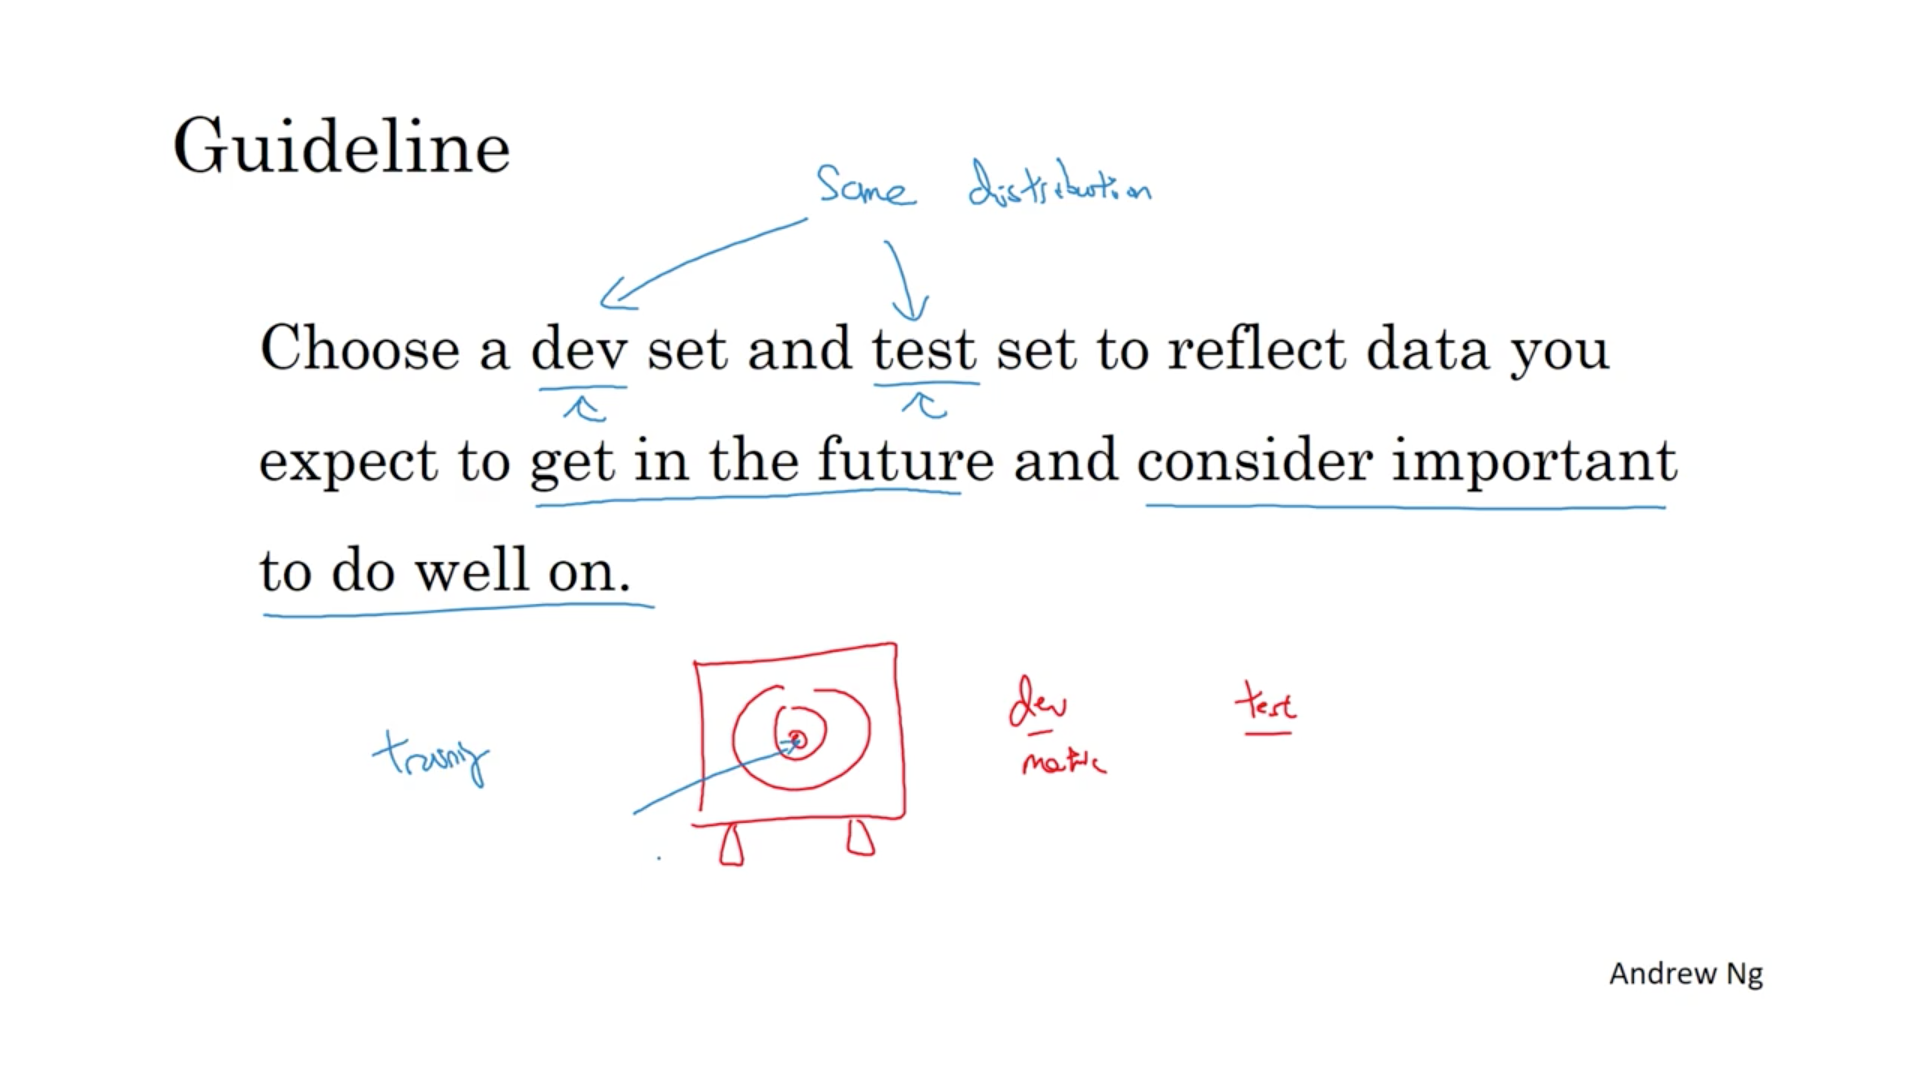 Guideline
Same distribution
Choose a dev set and test set to reflect data you
expect to get in the future and consider important
to do well on.
dev test
training
metric
Andrew Ng